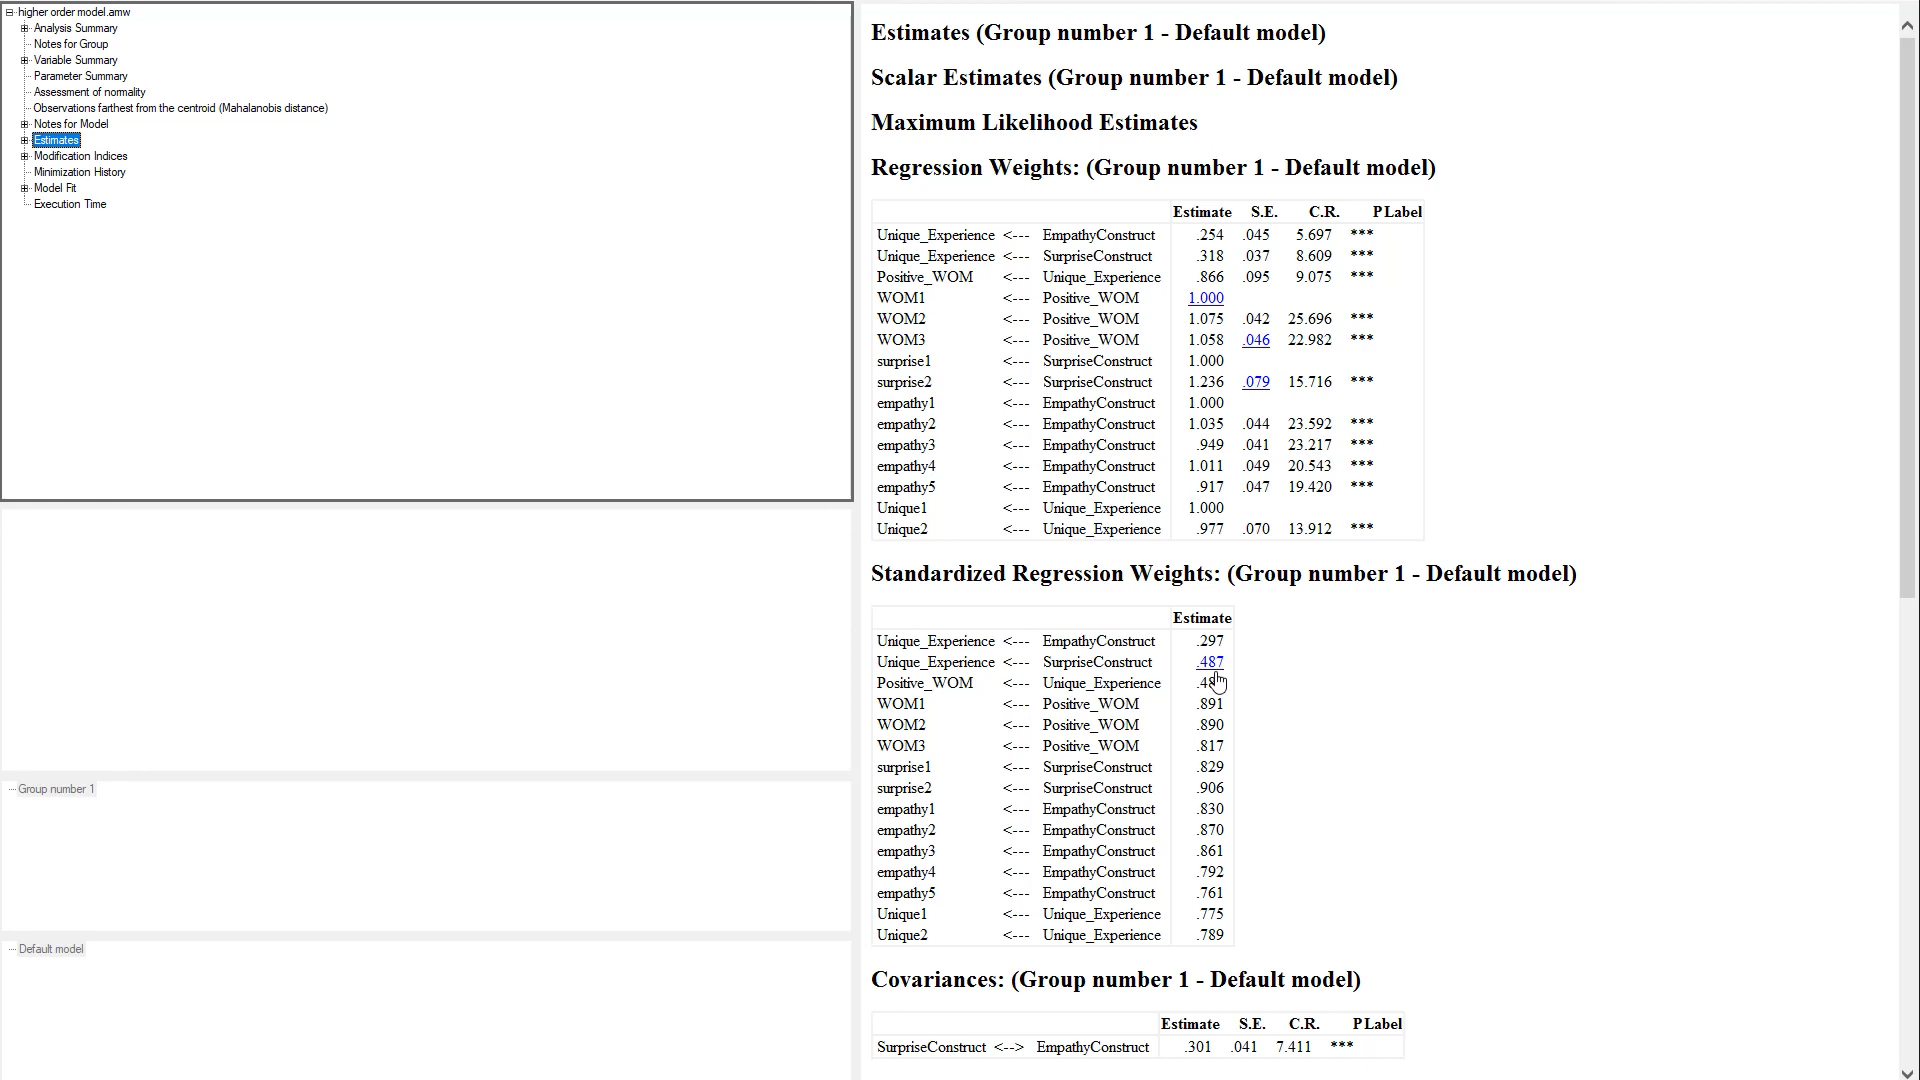 higher order model.amw
Analysis Summary
Notes for Group
Variable Summary
Parameter Summary
Assessment of normality
Observations farthest from the centroid (Mahalanobis distance)
Notes for Model
Estimates
Modification Indices
Minimization History
Model Fit
Execution Time
Group number 1
Default model
Estimates (Group number 1 - Default model)
Scalar Estimates (Group number 1 - Default model)
Maximum Likelihood Estimates
Regression Weights: (Group number 1 - Default model)
Estimate S.E. C.R. P Label
Unique_Experience <--- EmpathyConstruct .254 .045 5.697 ***
Unique_Experience <--- SurpriseConstruct .318 .037 8.609 ***
Positive_WOM <--- Unique_Experience .866 .095 9.075 ***
WOM1 <--- Positive_WOM 1.000
WOM2 <--- Positive_WOM 1.075 .042 25.696 ***
WOM3 <--- Positive_WOM 1.058 .046 22.982 ***
surprise1 <--- SurpriseConstruct 1.000
surprise2 <--- SurpriseConstruct 1.236 .079 15.716 ***
empathy1 <--- EmpathyConstruct 1.000
empathy2 <--- EmpathyConstruct 1.035 .044 23.592 ***
empathy3 <--- EmpathyConstruct .949 .041 23.217 ***
empathy4 <--- EmpathyConstruct 1.011 .049 20.543 ***
empathy5 <--- EmpathyConstruct .917 .047 19.420 ***
Unique1 <--- Unique_Experience 1.000
Unique2 <--- Unique_Experience .977 .070 13.912 ***
Standardized Regression Weights: (Group number 1 - Default model)
Estimate
Unique_Experience <--- EmpathyConstruct .297
Unique_Experience <--- SurpriseConstruct .487
Positive_WOM <--- Unique_Experience
WOM1 <--- Positive_WOM .891
WOM2 <--- Positive_WOM .890
WOM3 <--- Positive_WOM .817
surprise1 <--- SurpriseConstruct .829
surprise2 <--- SurpriseConstruct .906
empathy1 <--- EmpathyConstruct .830
empathy2 <--- EmpathyConstruct .870
empathy3 <--- EmpathyConstruct .861
empathy4 <--- EmpathyConstruct .792
empathy5 <--- EmpathyConstruct .761
Unique1 <--- Unique_Experience .775
Unique2 <--- Unique_Experience .789
Covariances: (Group number 1 - Default model)
Estimate S.E. C.R. P Label
SurpriseConstruct <--> EmpathyConstruct .301 .041 7.411 ***